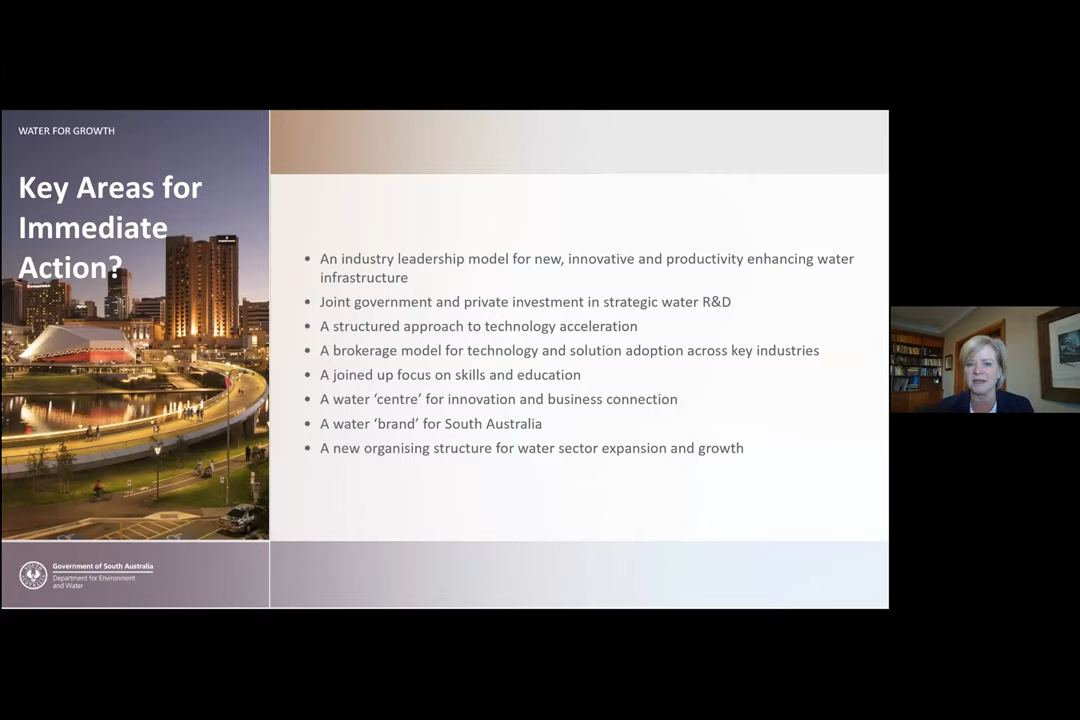 WATER FOR GROWTH
Key Areas for
Immediate
Action?
• An industry leadership model for new, innovative and productivity enhancing water
infrastructure
• Joint government and private investment in strategic water R&D
• A structured approach to technology acceleration
• A brokerage model for technology and solution adoption across key industries
• A joined up focus on skills and education
• A water ‘centre’ for innovation and business connection
• A water ‘brand’ for South Australia
• A new organising structure for water sector expansion and growth
Government of South Australia
Department for Environment
and Water